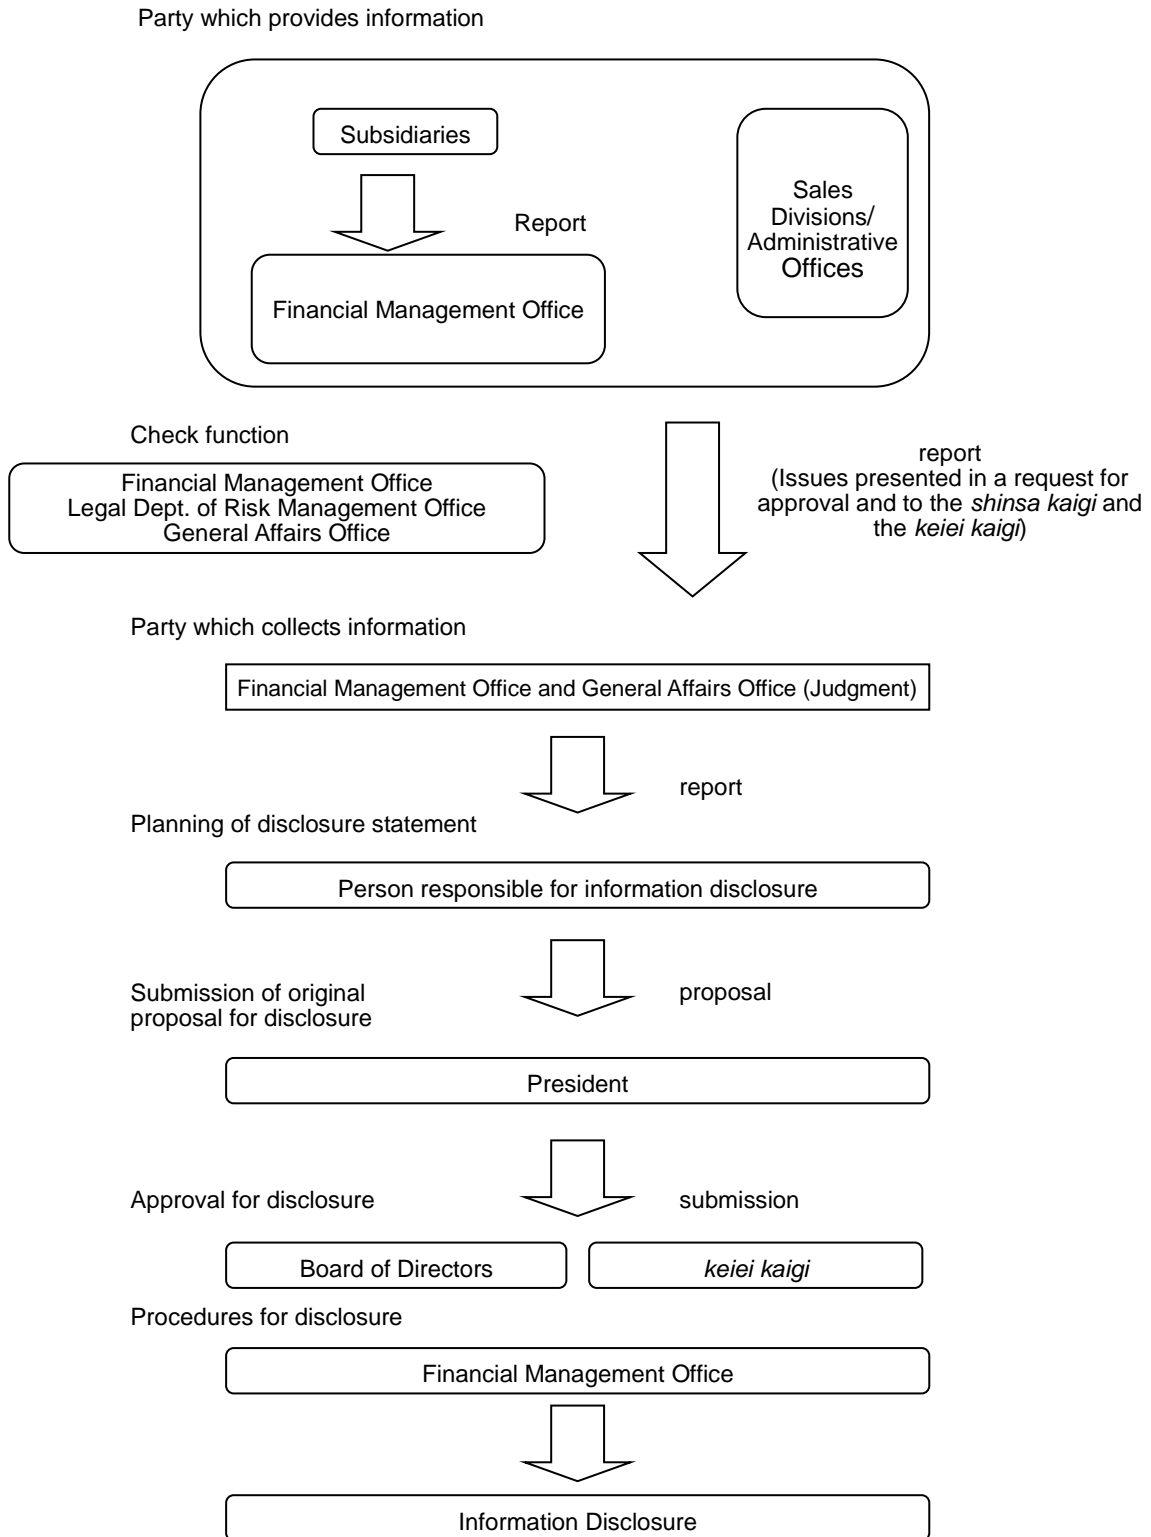 Party which provides information
Subsidiaries
Report
Financial Management Office
Sales
Divisions/
Administrative
Offices
Check function
Financial Management Office
Legal Dept. of Risk Management Office
General Affairs Office
report
(Issues presented in a request for
approval and to the shinsa kaigi and
the keiei kaigi)
Party which collects information
Financial Management Office and General Affairs Office (Judgment)
report
Planning of disclosure statement
Person responsible for information disclosure
Submission of original
proposal for disclosure
proposal
President
Approval for disclosure
submission
Board of Directors
keiei kaigi
Procedures for disclosure
Financial Management Office
Information Disclosure